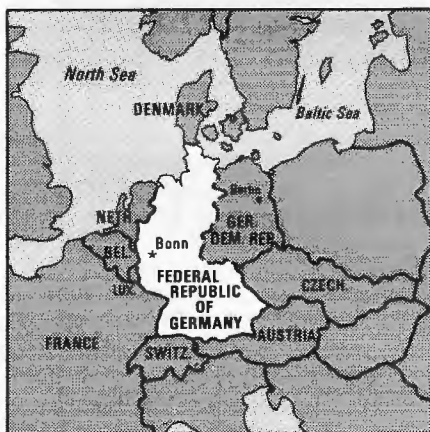 North Sea
DENMARK
Baltic Sea
Berlin
NETH.
GER.
DEM. REP.
Bonn
BEL.
LUX.
FEDERAL
REPUBLIC
OF
GERMANY
CZECH.
FRANCE
SWITZ.
AUSTRIA